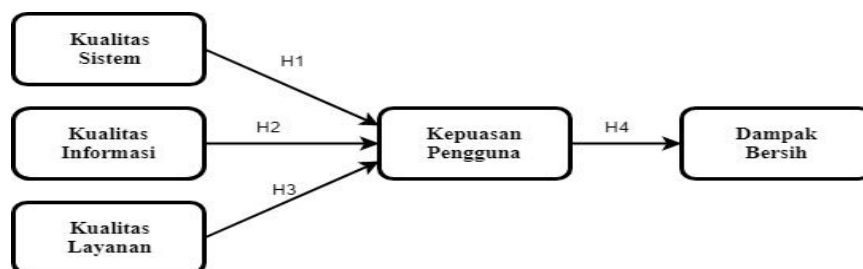 Kualitas
Sistem
H1
Kualitas
Informasi
H2
Kepuasan
Pengguna
H4
Dampak
Bersih
H3
Kualitas
Layanan